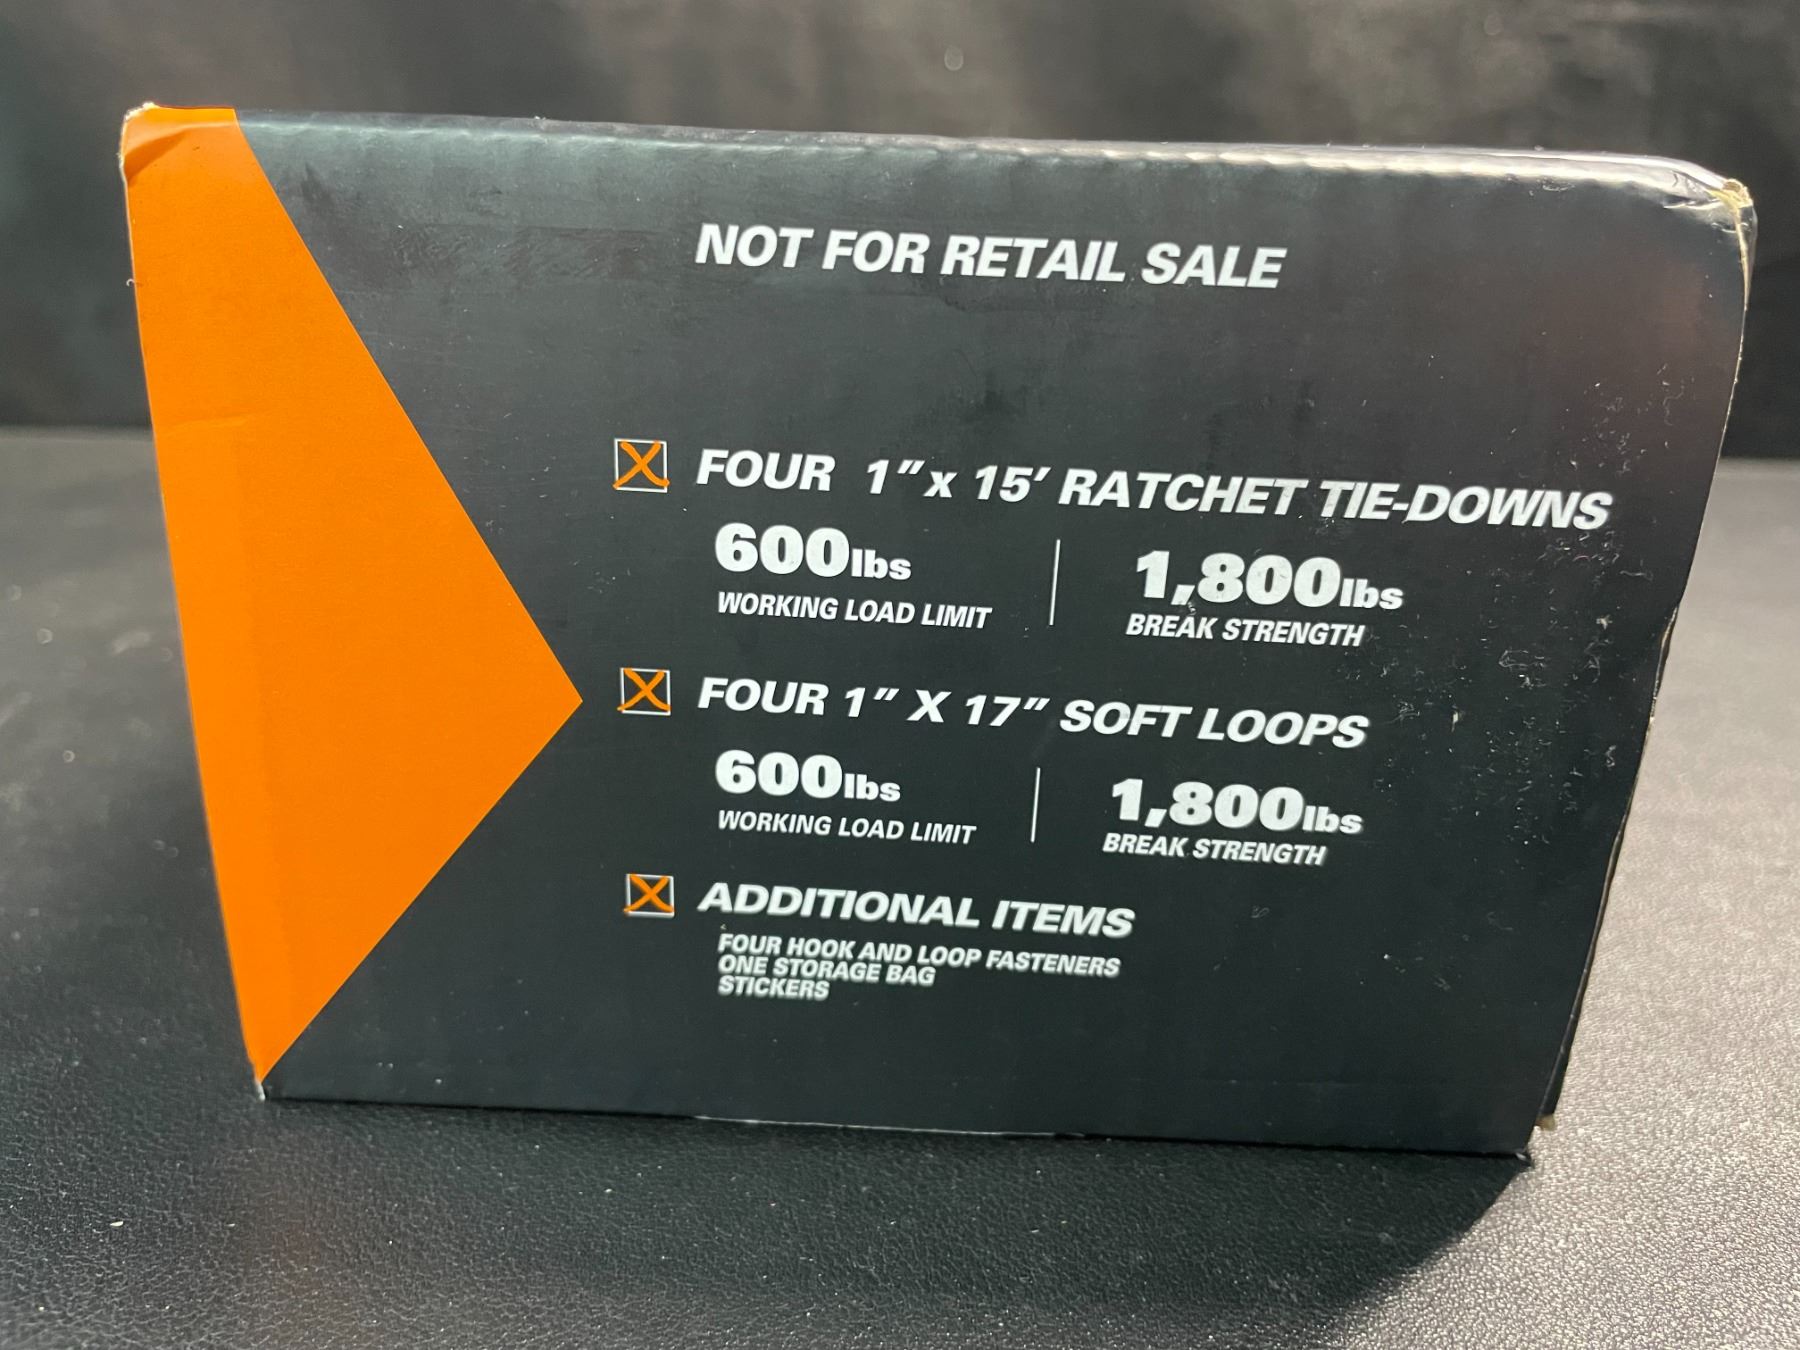 NOT FOR RETAIL SALE
FOUR 1" x 15' RATCHET TIE-DOWNS
600lbs 1,800lbs
WORKING LOAD LIMIT BREAK STRENGTH
FOUR 1" X 17" SOFT LOOPS
600lbs 1,800lbs
WORKING LOAD LIMIT BREAK STRENGTH
ADDITIONAL ITEMS
FOUR HOOK AND LOOP FASTENERS
ONE STORAGE BAG
STICKERS